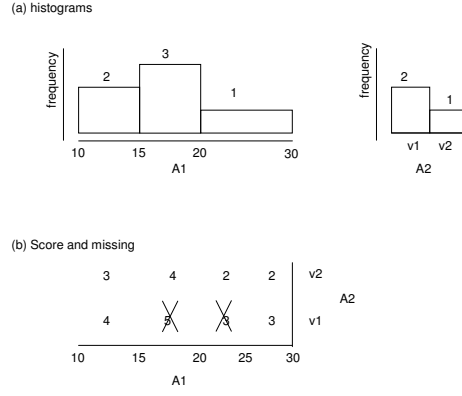 (a) histograms
frequency
2
3
1
10 15 20 30
A1
frequency
2
1
v1 v2
A2
(b) Score and missing
3 4 2 2 v2
A2
4 5 3 3 v1
10 15 20 25 30
A1